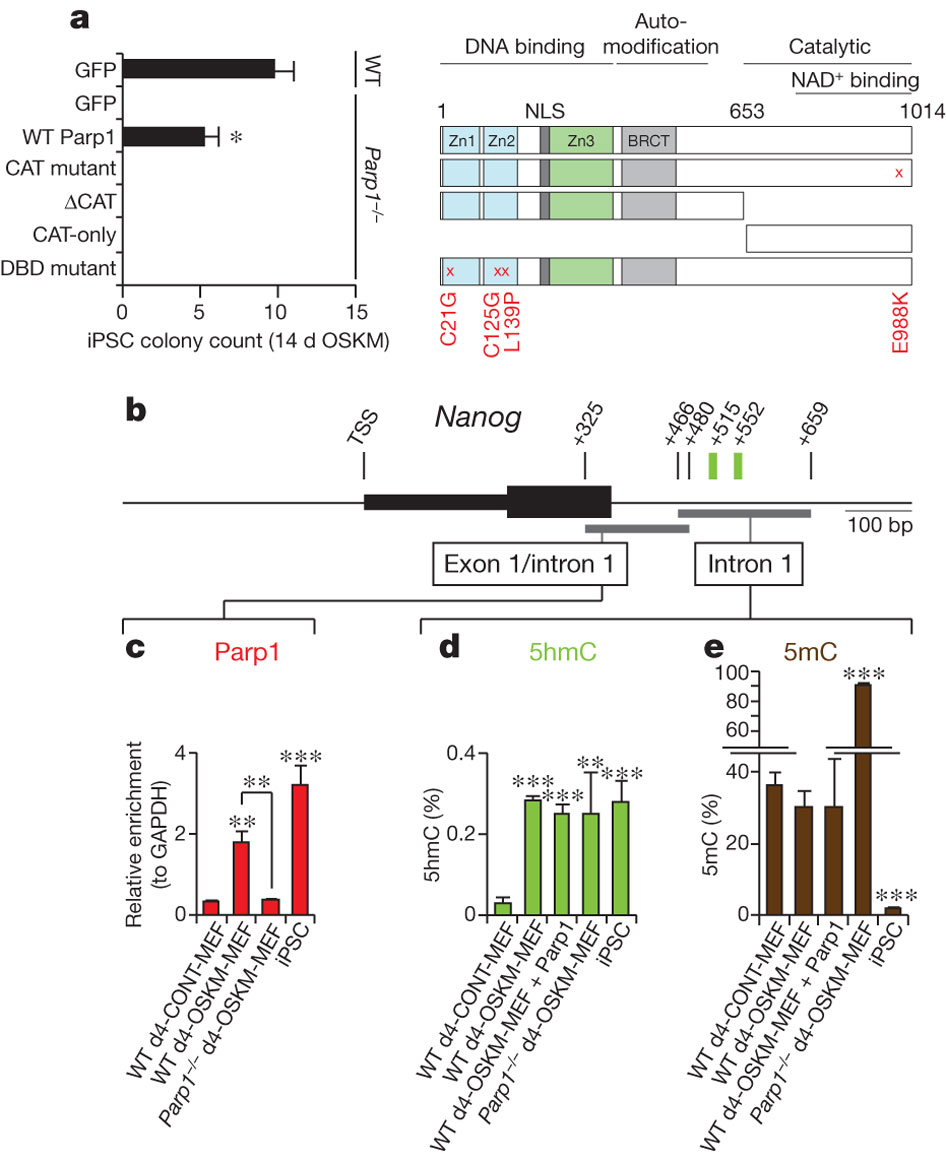 a
GFP
GFP
WT Parp1
CAT mutant
ΔCAT
CAT-only
DBD mutant
*
WT
Parp1–/–
0 5 10 15
iPSC colony count (14 d OSKM)
DNA binding
Auto-
modification
Catalytic
NAD+ binding
1 NLS 653 1014
Zn1 Zn2 Zn3 BRCT
x
x xx
C21G
C125G
L139P
E988K
b
Nanog
TSS
+325
+466
+480
+515
+552
+659
100 bp
Exon 1/intron 1
Intron 1
c
Parp1
Relative enrichment
(to GAPDH)
4
2
0
**
**
***
WT d4-CONT-MEF
WT d4-OSKM-MEF
Parp1–/– d4-OSKM-MEF
iPSC
d
5hmC
5hmC (%)
0.4
0.2
0
***
***
**
***
WT d4-CONT-MEF
WT d4-OSKM-MEF
WT d4-OSKM-MEF + Parp1
Parp1–/– d4-OSKM-MEF
iPSC
e
5mC
5mC (%)
100
80
60
40
20
0
***
***
WT d4-CONT-MEF
WT d4-OSKM-MEF
WT d4-OSKM-MEF + Parp1
Parp1–/– d4-OSKM-MEF
iPSC